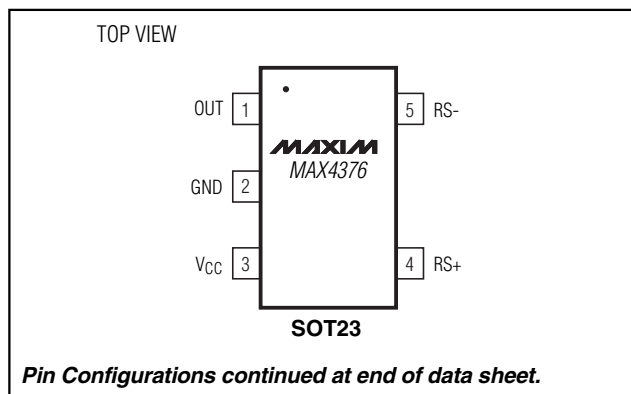 TOP VIEW
OUT 1
5 RS-
MAXIM
MAX4376
GND 2
VCC 3
4 RS+
SOT23
Pin Configurations continued at end of data sheet.